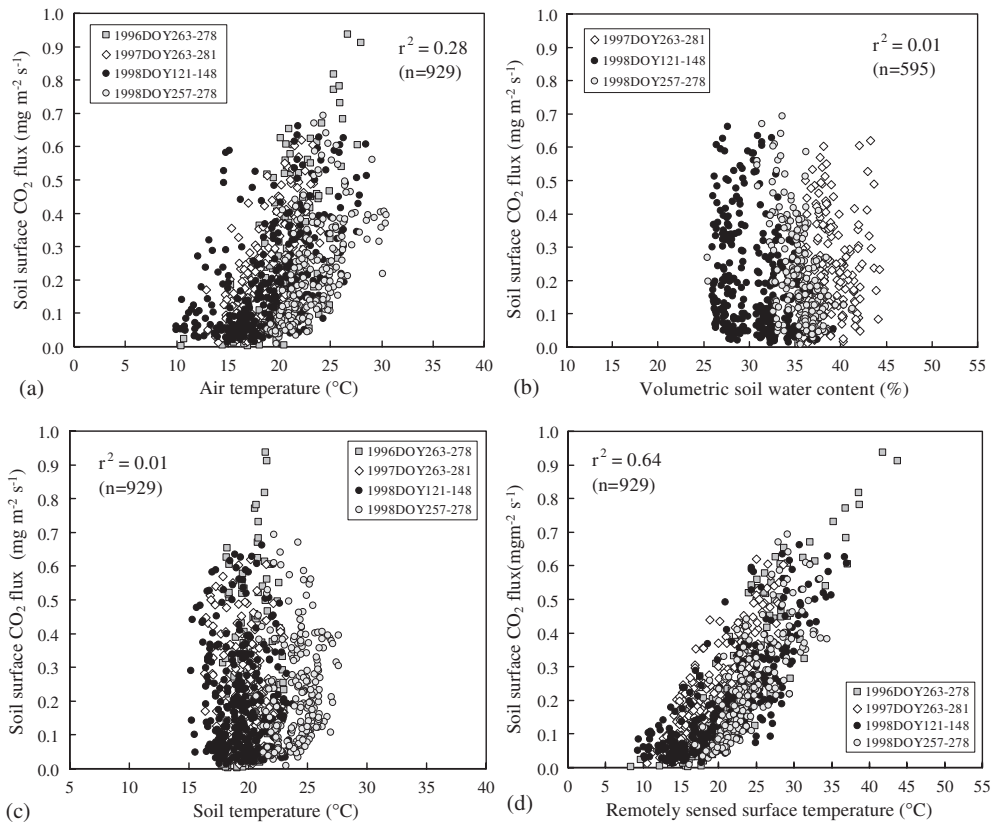 (a)
Soil surface CO₂ flux (mg m⁻² s⁻¹)
1.0
0.9
0.8
0.7
0.6
0.5
0.4
0.3
0.2
0.1
0.0
1996DOY263-278
1997DOY263-281
1998DOY121-148
1998DOY257-278
r² = 0.28
(n=929)
5 10 15 20 25 30 35 40
Air temperature (°C)
(b)
Soil surface CO₂ flux (mg m⁻² s⁻¹)
1.0
0.9
0.8
0.7
0.6
0.5
0.4
0.3
0.2
0.1
0.0
1997DOY263-281
1998DOY121-148
1998DOY257-278
r² = 0.01
(n=595)
10 15 20 25 30 35 40 45 50 55
Volumetric soil water content (%)
(c)
Soil surface CO₂ flux (mg m⁻² s⁻¹)
1.0
0.9
0.8
0.7
0.6
0.5
0.4
0.3
0.2
0.1
0.0
r² = 0.01
(n=929)
1996DOY263-278
1997DOY263-281
1998DOY121-148
1998DOY257-278
5 10 15 20 25 30 35 40
Soil temperature (°C)
(d)
Soil surface CO₂ flux(mgm⁻² s⁻¹)
1.0
0.9
0.8
0.7
0.6
0.5
0.4
0.3
0.2
0.1
0.0
r² = 0.64
(n=929)
1996DOY263-278
1997DOY263-281
1998DOY121-148
1998DOY257-278
0 5 10 15 20 25 30 35 40 45 50 55
Remotely sensed surface temperature (°C)